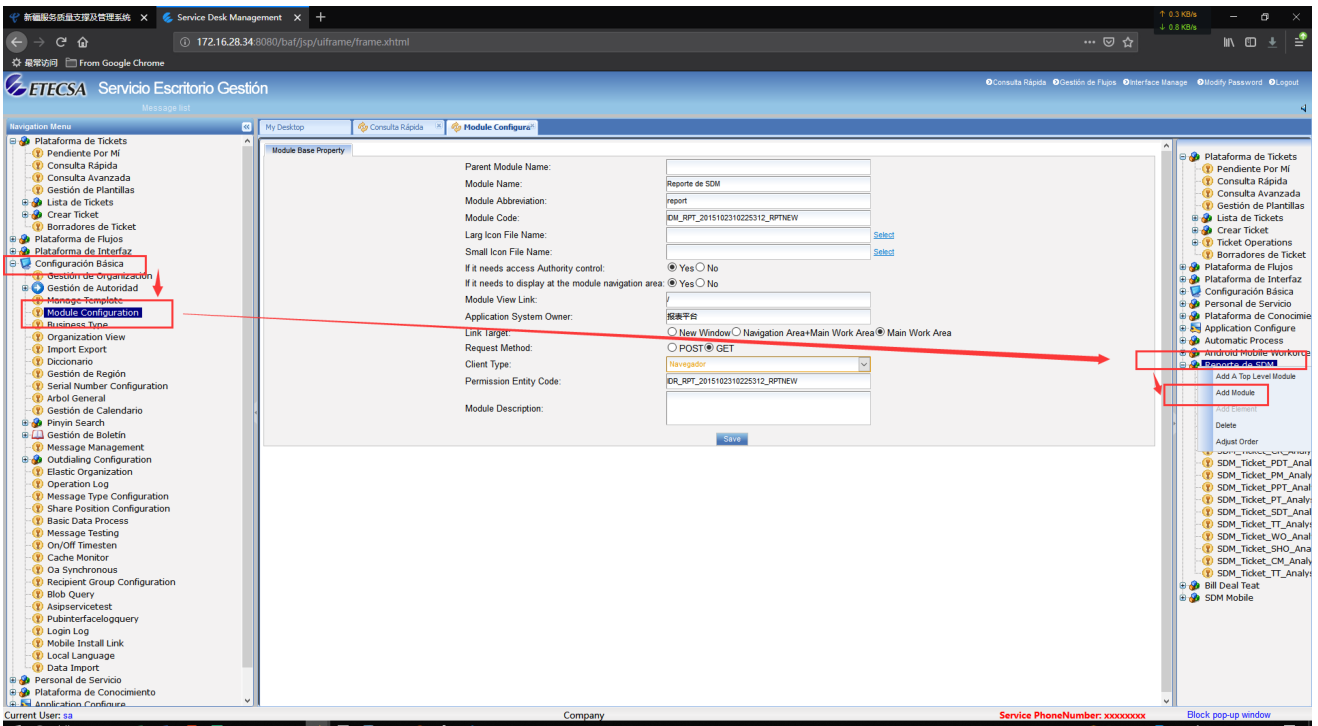 新疆服务质量支撑及管理系统
Service Desk Management
↑ 0.3 KB/s
↓ 0.8 KB/s
172.16.28.34:8080/baf/jsp/uiframe/frame.xhtml
最常访问 From Google Chrome
ETECSA Servicio Escritorio Gestión
Consulta Rápida Gestión de Flujos Interface Manage Modify Password Logout
Message list
Navigation Menu
Plataforma de Tickets
Pendiente Por Mí
Consulta Rápida
Consulta Avanzada
Gestión de Plantillas
Lista de Tickets
Crear Ticket
Borradores de Ticket
Plataforma de Flujos
Plataforma de Interfaz
Configuración Básica
Gestión de Organización
Gestión de Autoridad
Manage Template
Module Configuration
Business Type
Organization View
Import Export
Diccionario
Gestión de Región
Serial Number Configuration
Arbol General
Gestión de Calendario
Pinyin Search
Gestión de Boletín
Message Management
Outdialing Configuration
Elastic Organization
Operation Log
Message Type Configuration
Share Position Configuration
Basic Data Process
Message Testing
On/Off Timesten
Cache Monitor
Oa Synchronous
Recipient Group Configuration
Blob Query
Asipservicetest
Pubinterfacelogquery
Login Log
Mobile Install Link
Local Language
Data Import
Personal de Servicio
Plataforma de Conocimiento
Application Configure
My Desktop
Consulta Rápida
Module Configura
Module Base Property
Parent Module Name:
Module Name: Reporte de SDM
Module Abbreviation: report
Module Code: IDM_RPT_2015102310225312_RPTNEW
Larg Icon File Name: Select
Small Icon File Name: Select
If it needs access Authority control: Yes No
If it needs to display at the module navigation area: Yes No
Module View Link: /
Application System Owner: 报表平台
Link Target: New Window Navigation Area+Main Work Area Main Work Area
Request Method: POST GET
Client Type: Navegador
Permission Entity Code: IDR_RPT_2015102310225312_RPTNEW
Module Description:
Save
Plataforma de Tickets
Pendiente Por Mí
Consulta Rápida
Consulta Avanzada
Gestión de Plantillas
Lista de Tickets
Crear Ticket
Ticket Operations
Borradores de Ticket
Plataforma de Flujos
Plataforma de Interfaz
Configuración Básica
Personal de Servicio
Plataforma de Conocimie
Application Configure
Automatic Process
Android Mobile Workorce
Reporte de SDM
Add A Top Level Module
Add Module
Add Element
Delete
Adjust Order
SDM_Ticket_CR_Analy
SDM_Ticket_PDT_Anal
SDM_Ticket_PM_Analy
SDM_Ticket_PPT_Anal
SDM_Ticket_PT_Analy
SDM_Ticket_SDT_Anal
SDM_Ticket_TT_Analy
SDM_Ticket_WO_Anal
SDM_Ticket_SHO_Ana
SDM_Ticket_CM_Analy
SDM_Ticket_TT_Analy
Bill Deal Teat
SDM Mobile
Current User: sa
Company
Service PhoneNumber: xxxxxxxx
Block pop-up window